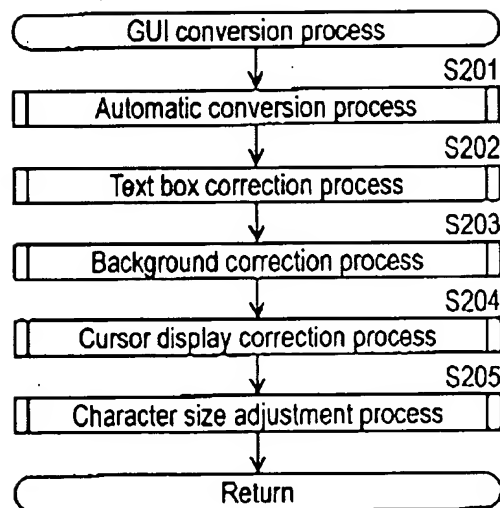 GUI conversion process
S201
Automatic conversion process
S202
Text box correction process
S203
Background correction process
S204
Cursor display correction process
S205
Character size adjustment process
Return